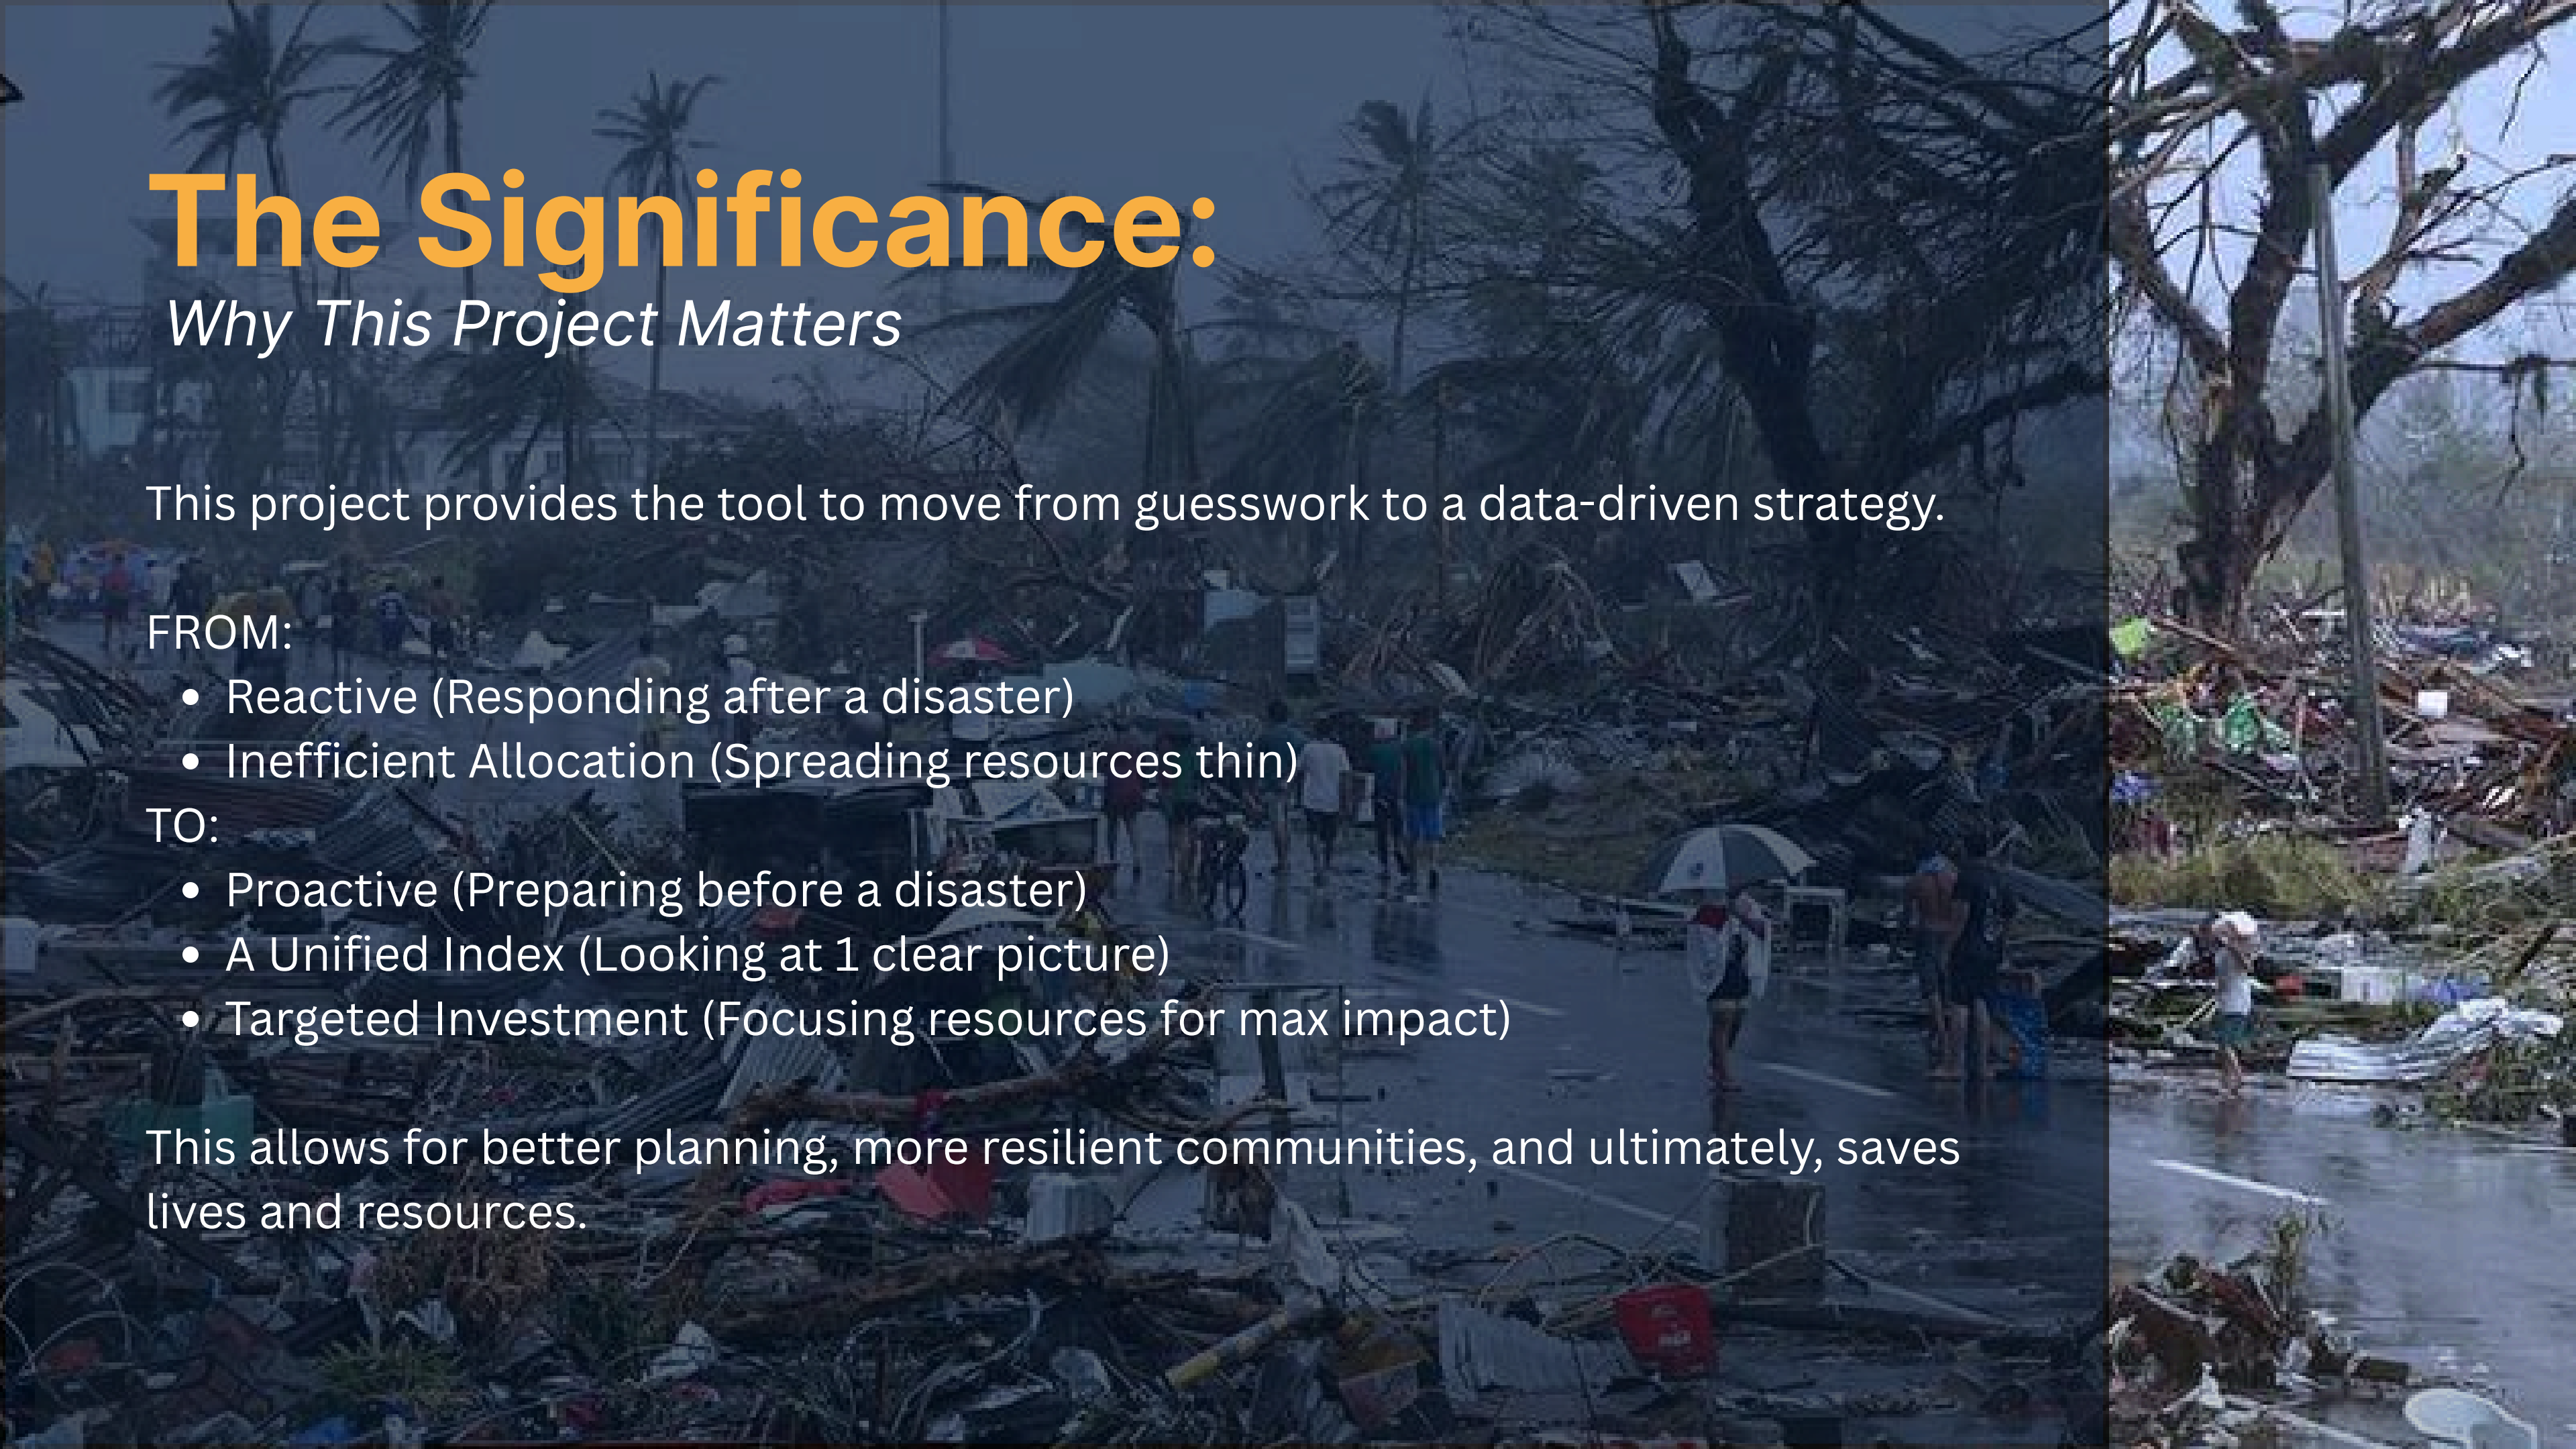 The Significance:
Why This Project Matters
This project provides the tool to move from guesswork to a data-driven strategy.
FROM:
• Reactive (Responding after a disaster)
• Inefficient Allocation (Spreading resources thin)
TO:
• Proactive (Preparing before a disaster)
• A Unified Index (Looking at 1 clear picture)
• Targeted Investment (Focusing resources for max impact)
This allows for better planning, more resilient communities, and ultimately, saves
lives and resources.